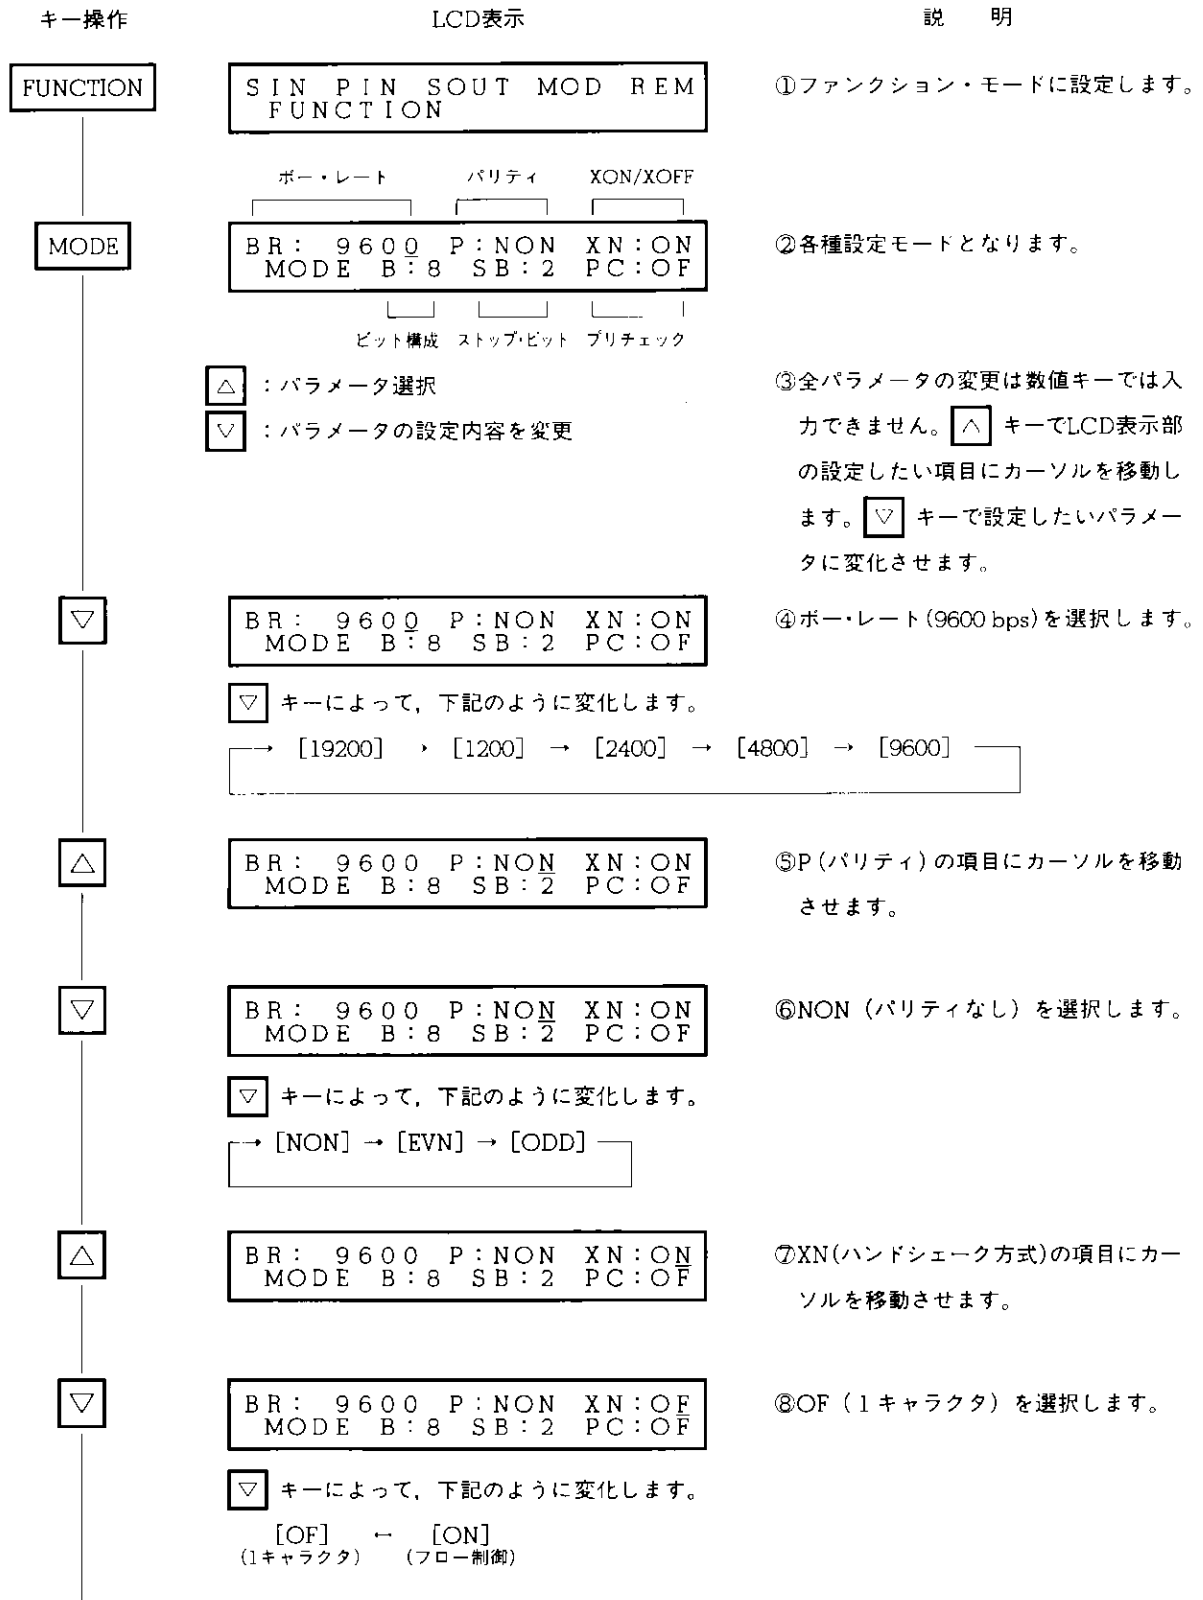 キー操作 LCD表示 説 明
FUNCTION
SIN PIN SOUT MOD REM
FUNCTION
①ファンクション・モードに設定します。
ボー・レート パリティ XON/XOFF
MODE
BR: 9600 P:NON XN:ON
MODE B:8 SB:2 PC:OF
②各種設定モードとなります。
ビット構成 ストップ・ビット プリチェック
△ :パラメータ選択
▽ :パラメータの設定内容を変更
③全パラメータの変更は数値キーでは入
力できません。△ キーでLCD表示部
の設定したい項目にカーソルを移動し
ます。▽ キーで設定したいパラメー
タに変化させます。
▽
BR: 9600 P:NON XN:ON
MODE B:8 SB:2 PC:OF
④ボー・レート(9600 bps)を選択します。
▽ キーによって,下記のように変化します。
→ [19200] → [1200] → [2400] → [4800] → [9600]
△
BR: 9600 P:NON XN:ON
MODE B:8 SB:2 PC:OF
⑤P(パリティ)の項目にカーソルを移動
させます。
▽
BR: 9600 P:NON XN:ON
MODE B:8 SB:2 PC:OF
⑥NON(パリティなし)を選択します。
▽ キーによって,下記のように変化します。
→ [NON] → [EVN] → [ODD]
△
BR: 9600 P:NON XN:ON
MODE B:8 SB:2 PC:OF
⑦XN(ハンドシェーク方式)の項目にカー
ソルを移動させます。
▽
BR: 9600 P:NON XN:OF
MODE B:8 SB:2 PC:OF
⑧OF(1キャラクタ)を選択します。
▽ キーによって,下記のように変化します。
[OF] ↔ [ON]
(1キャラクタ) (フロー制御)